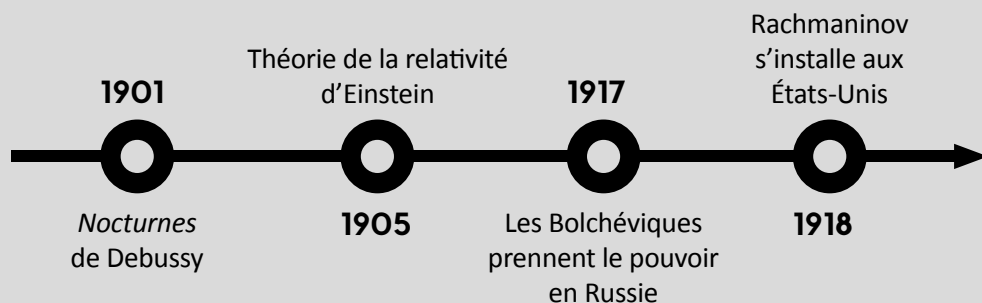 1901
Nocturnes
de Debussy
Théorie de la relativité
d’Einstein
1905
1917
Les Bolchéviques
prennent le pouvoir
en Russie
Rachmaninov
s’installe aux
États-Unis
1918